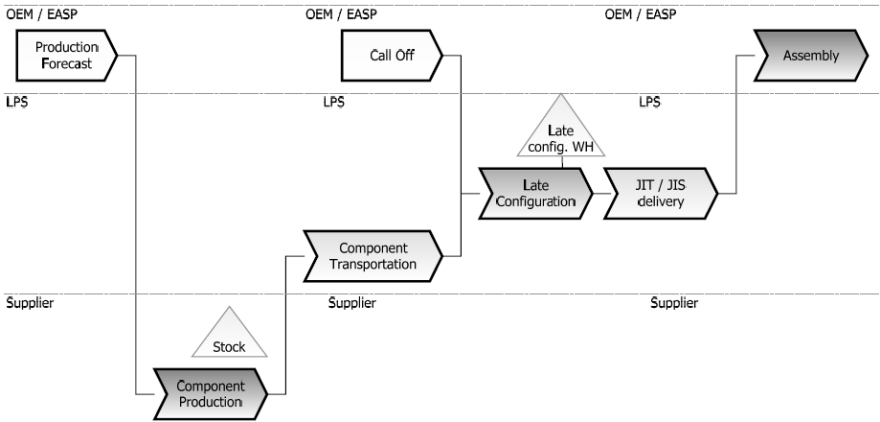 OEM / EASP
OEM / EASP
OEM / EASP
Production
Forecast
Call Off
Assembly
LPS
LPS
LPS
Late
config. WH
Late
Configuration
JIT / JIS
delivery
Component
Transportation
Supplier
Supplier
Supplier
Stock
Component
Production